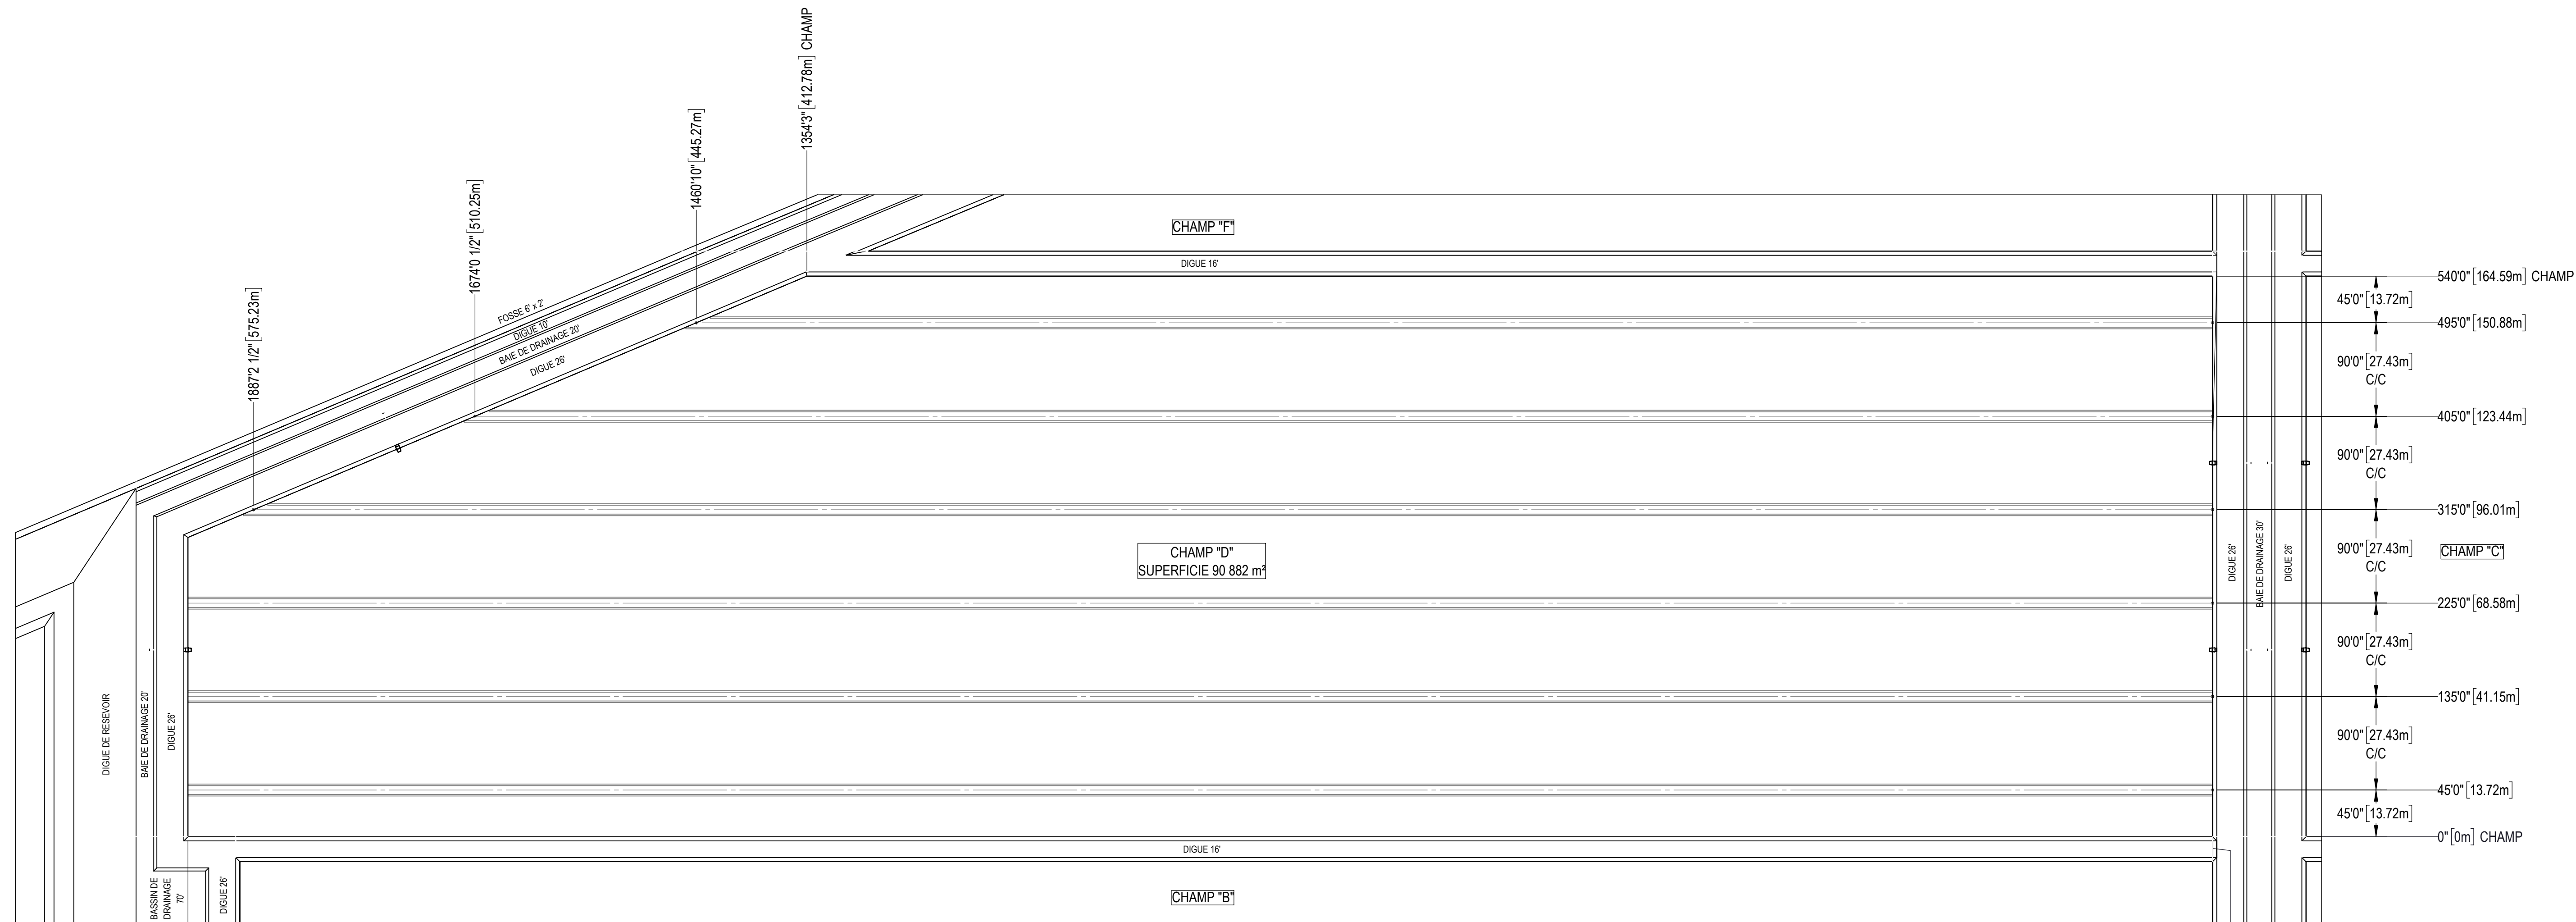 1354'3" [412.78m] CHAMP
1460'10" [445.27m]
1674'0 1/2" [510.25m]
1887'2 1/2" [575.23m]
CHAMP "F"
DIGUE 16'
FOSSE 6' x 2'
DIGUE 10'
BAIE DE DRAINAGE 20'
DIGUE 26'
540'0" [164.59m] CHAMP
45'0" [13.72m]
495'0" [150.88m]
90'0" [27.43m]
C/C
405'0" [123.44m]
90'0" [27.43m]
C/C
315'0" [96.01m]
90'0" [27.43m]
C/C
CHAMP "C"
225'0" [68.58m]
90'0" [27.43m]
C/C
135'0" [41.15m]
90'0" [27.43m]
C/C
45'0" [13.72m]
45'0" [13.72m]
0" [0m] CHAMP
CHAMP "D"
SUPERFICIE 90 882 m²
DIGUE 26'
BAIE DE DRAINAGE 30'
DIGUE 26'
DIGUE DE RESEVOIR
BAIE DE DRAINAGE 20'
DIGUE 26'
DIGUE 16'
BASSIN DE
DRAINAGE
70'
DIGUE 26'
CHAMP "B"